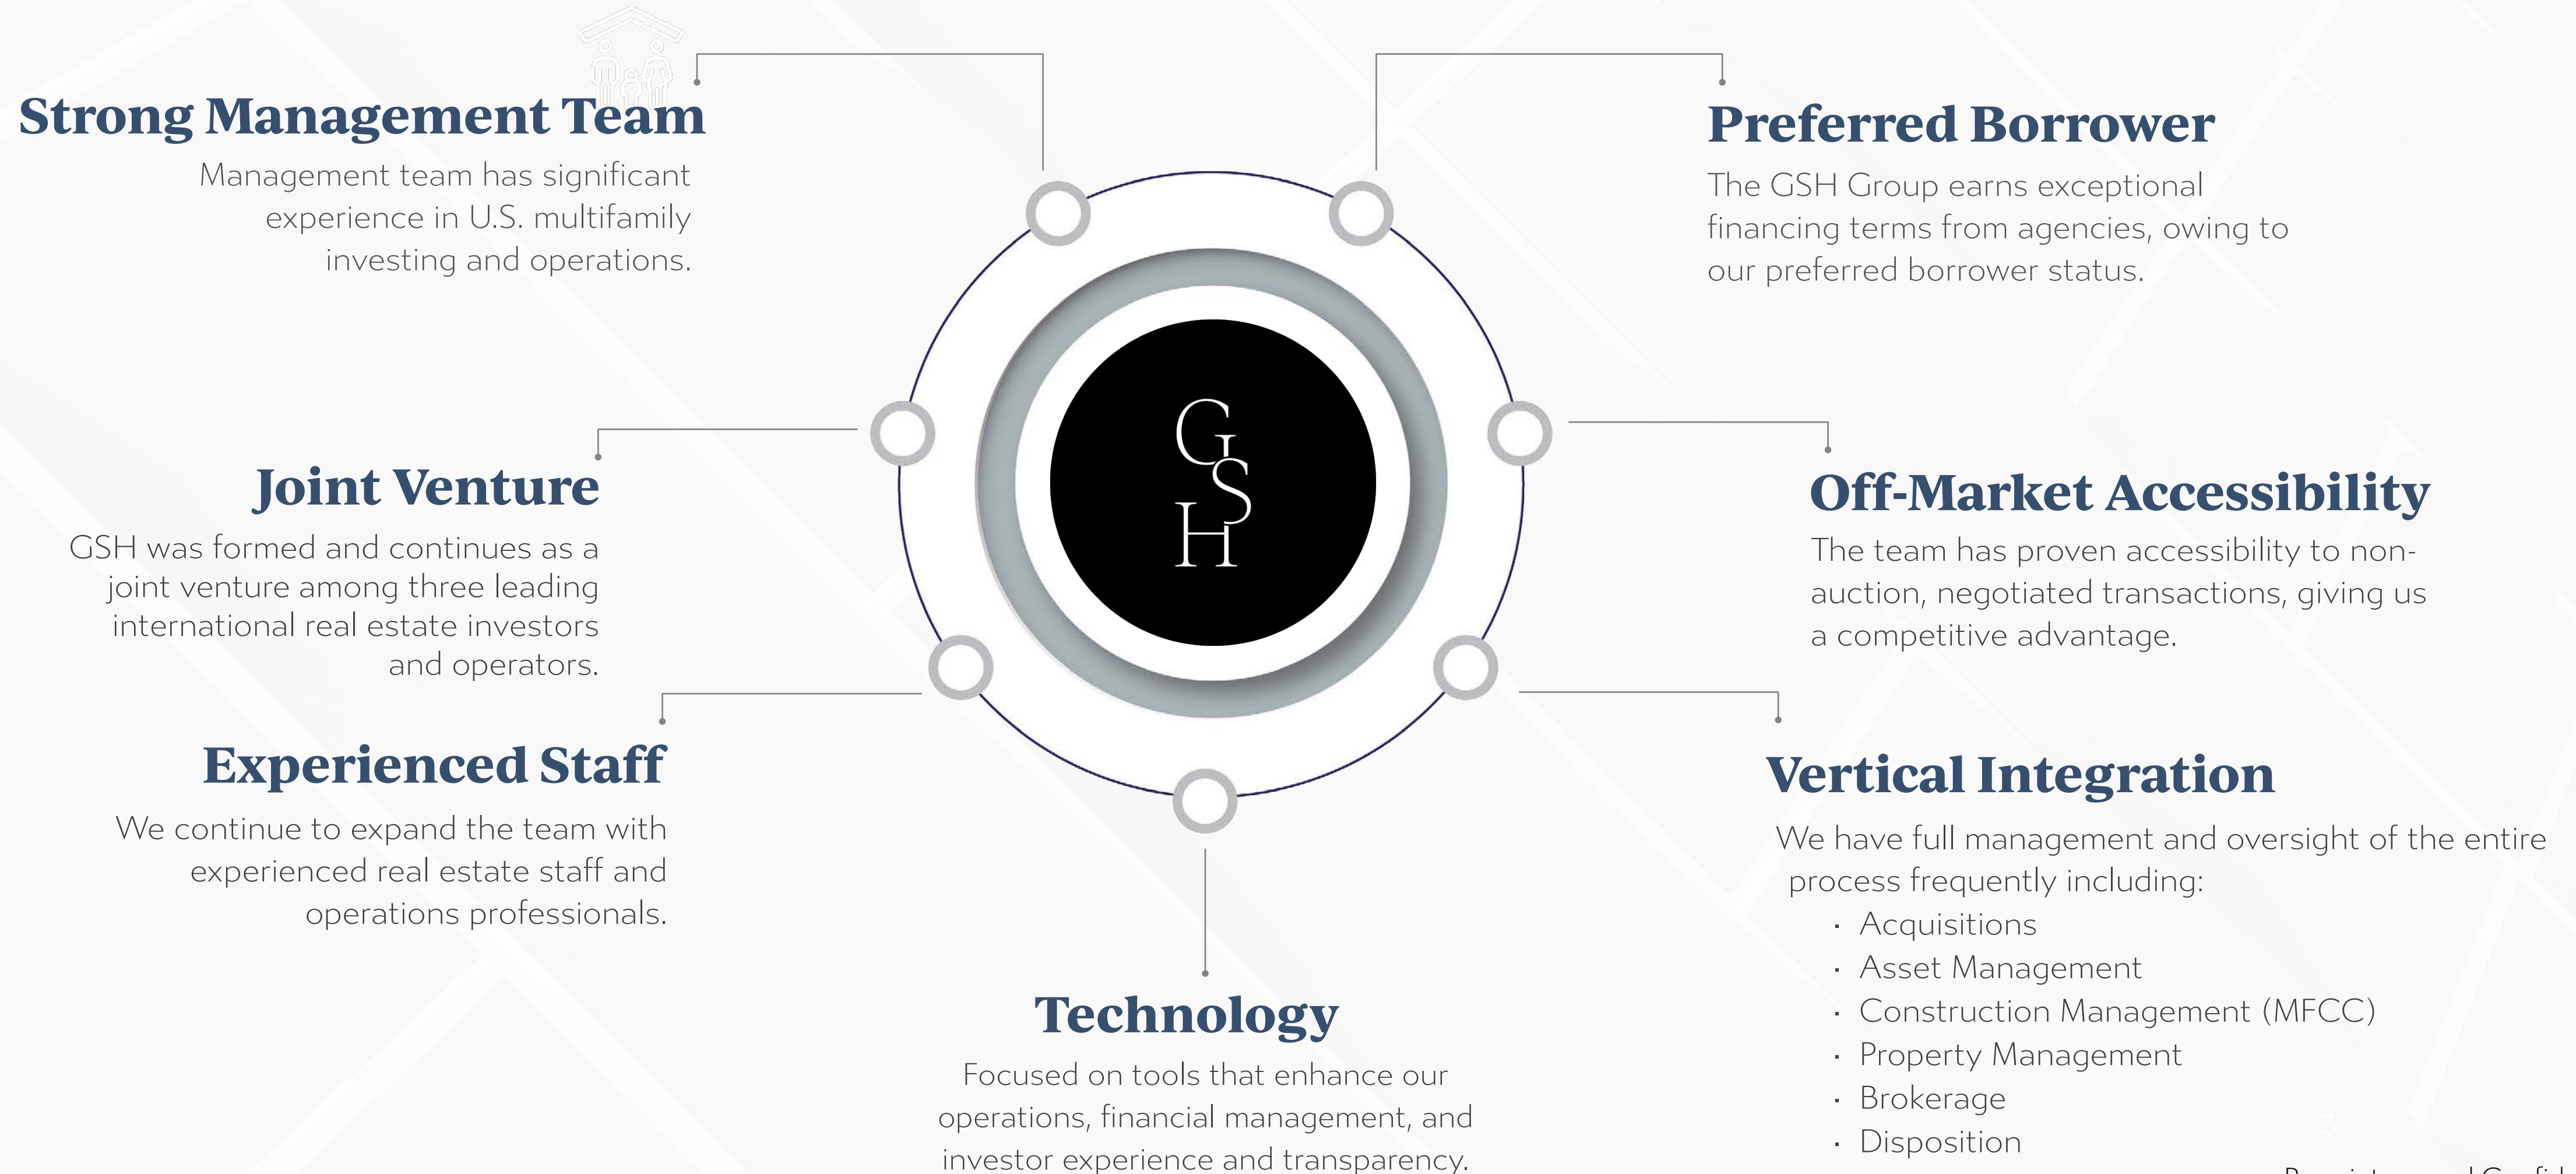 Strong Management Team
Management team has significant
experience in U.S. multifamily
investing and operations.
Joint Venture
GSH was formed and continues as a
joint venture among three leading
international real estate investors
and operators.
Experienced Staff
We continue to expand the team with
experienced real estate staff and
operations professionals.
G
S
H
Technology
Focused on tools that enhance our
operations, financial management, and
investor experience and transparency.
Preferred Borrower
The GSH Group earns exceptional
financing terms from agencies, owing to
our preferred borrower status.
Off-Market Accessibility
The team has proven accessibility to non-
auction, negotiated transactions, giving us
a competitive advantage.
Vertical Integration
We have full management and oversight of the entire
process frequently including:
· Acquisitions
· Asset Management
· Construction Management (MFCC)
· Property Management
· Brokerage
· Disposition
3